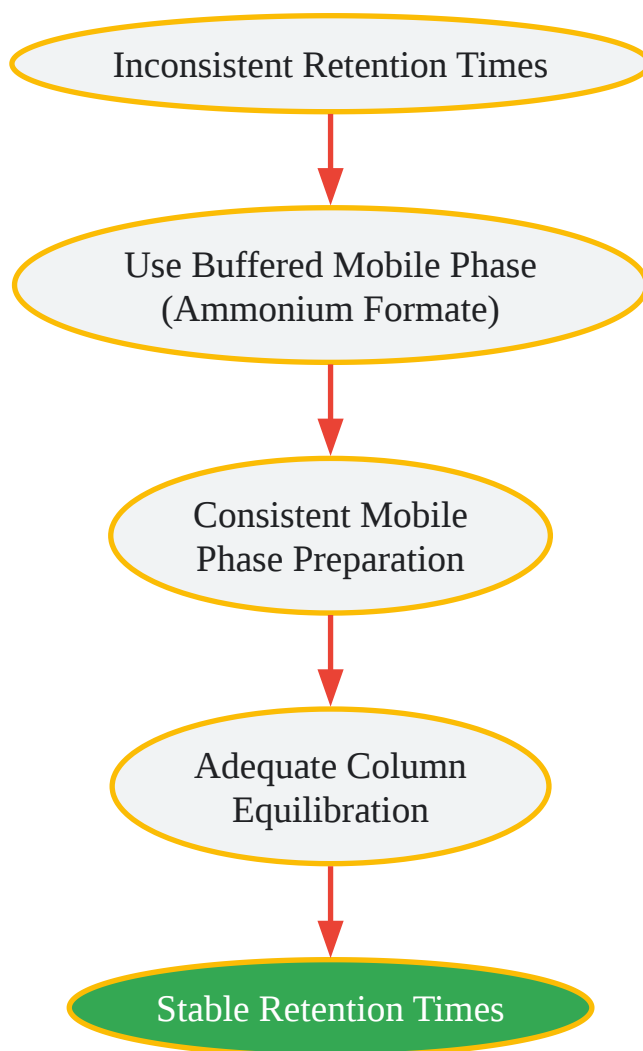 Inconsistent Retention Times
Use Buffered Mobile Phase
(Ammonium Formate)
Consistent Mobile
Phase Preparation
Adequate Column
Equilibration
Stable Retention Times